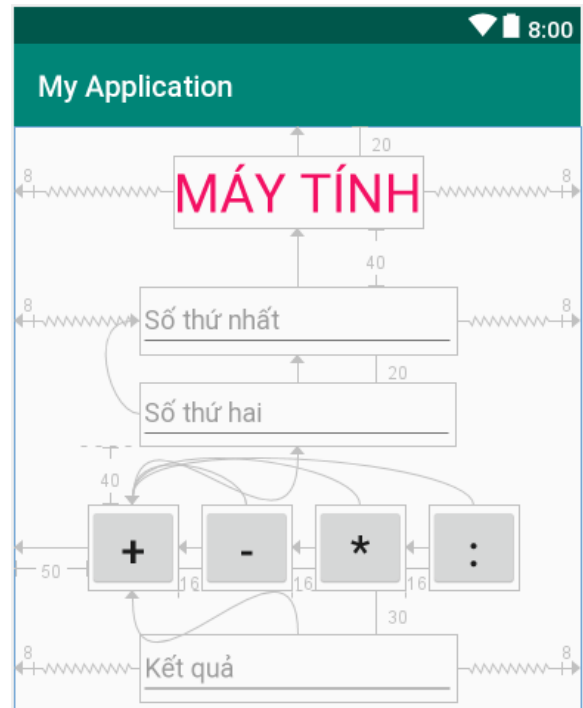 8:00
My Application
20
8 8
MÁY TÍNH
40
8 8
Số thứ nhất
20
Số thứ hai
40
+ - * :
50 16 16 16
30
8 8
Kết quả